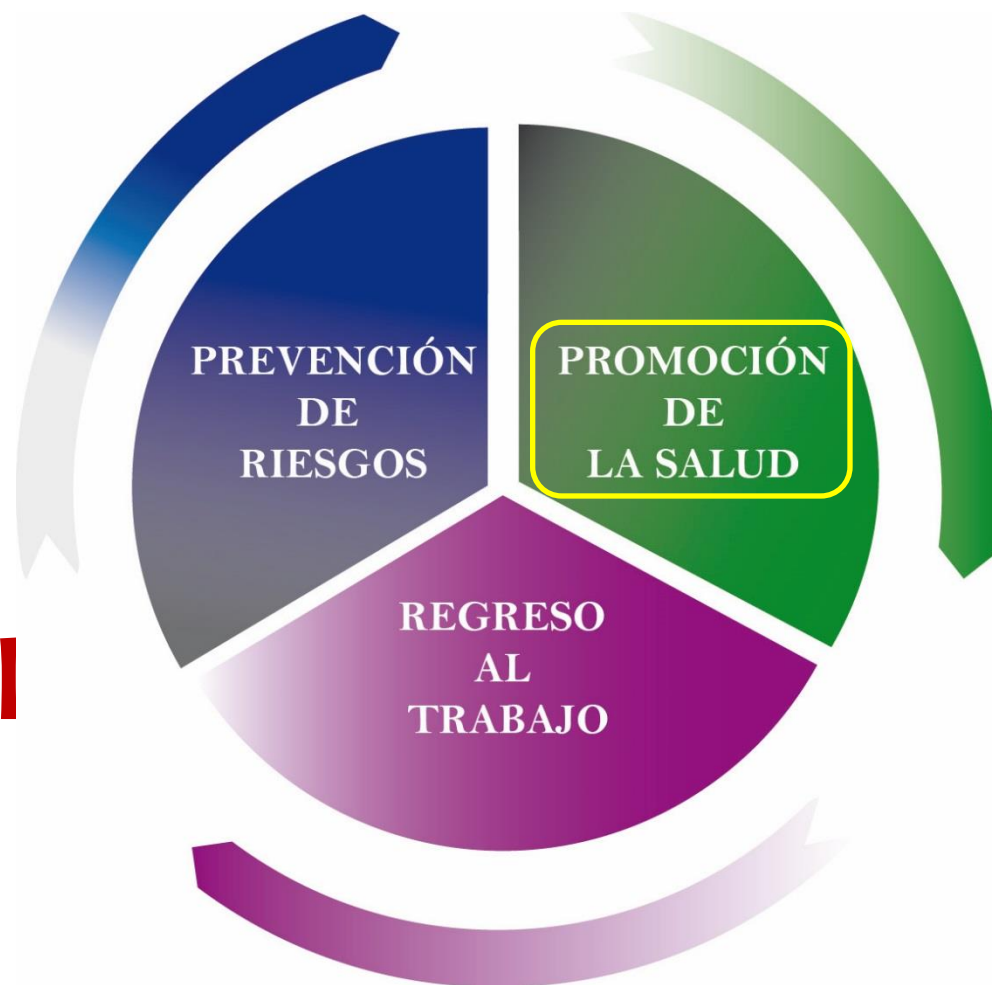 PREVENCIÓN
DE
RIESGOS
PROMOCIÓN
DE
LA SALUD
REGRESO
AL
TRABAJO